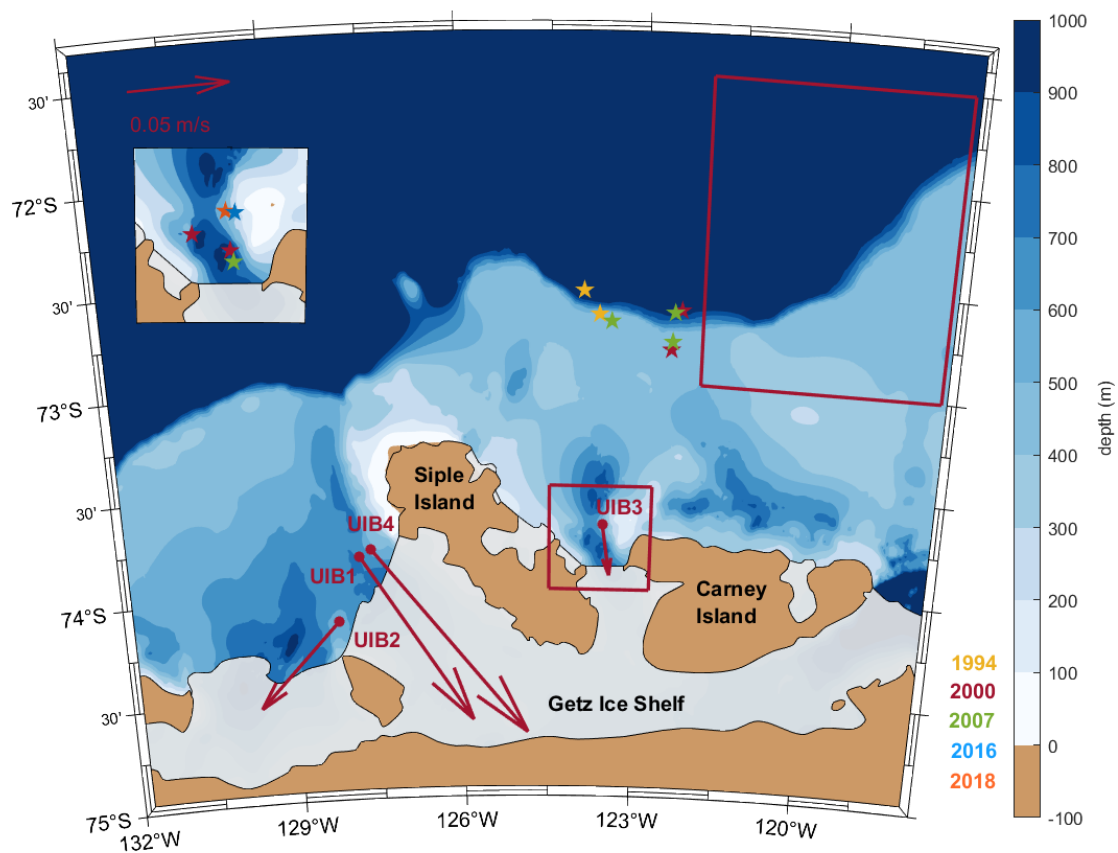 0.05 m/s
30'
72°S
30'
73°S
30'
74°S
30'
75°S
132°W
129°W
126°W
123°W
120°W
Siple
Island
UIB3
UIB4
UIB1
UIB2
Carney
Island
Getz Ice Shelf
1994
2000
2007
2016
2018
1000
900
800
700
600
500
400
300
200
100
0
-100
depth (m)